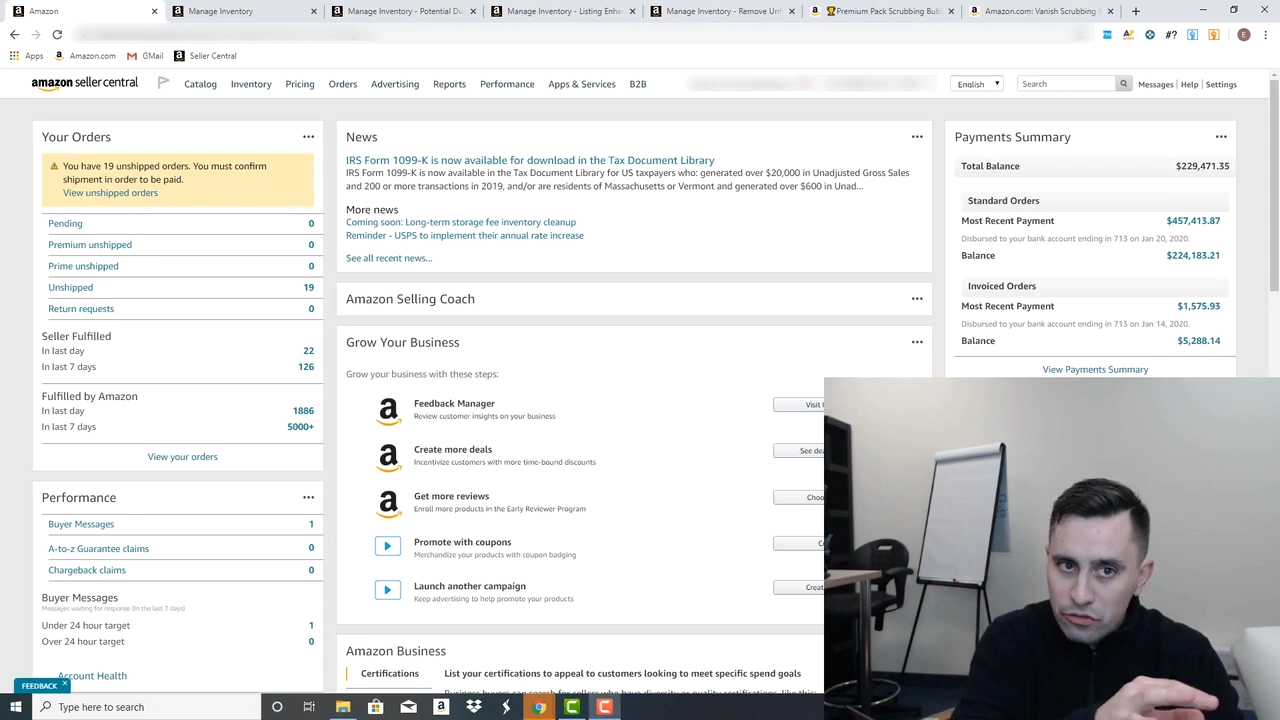 Amazon
Manage Inventory
Manage Inventory - Potential Du
Manage Inventory - Listing Enha
Manage Inventory - Remove Unf
Premium Pack Scrubbing Bubl
Amazon.com: Vanish Scrubbing
#?
E
Apps
Amazon.com
GMail
Seller Central
amazon seller central
Catalog
Inventory
Pricing
Orders
Advertising
Reports
Performance
Apps & Services
B2B
English
Search
Messages | Help | Settings
Your Orders
You have 19 unshipped orders. You must confirm
shipment in order to be paid.
View unshipped orders
Pending 0
Premium unshipped 0
Prime unshipped 0
Unshipped 19
Return requests 0
Seller Fulfilled
In last day 22
In last 7 days 126
Fulfilled by Amazon
In last day 1886
In last 7 days 5000+
View your orders
Performance
Buyer Messages 1
A-to-z Guarantee claims 0
Chargeback claims 0
Buyer Messages
Messages waiting for response (In the last 7 days)
Under 24 hour target 1
Over 24 hour target 0
Account Health
FEEDBACK
News
IRS Form 1099-K is now available for download in the Tax Document Library
IRS Form 1099-K is now available in the Tax Document Library for US taxpayers who: generated over $20,000 in Unadjusted Gross Sales
and 200 or more transactions in 2019, and/or are residents of Massachusetts or Vermont and generated over $600 in Unad...
More news
Coming soon: Long-term storage fee inventory cleanup
Reminder - USPS to implement their annual rate increase
See all recent news...
Amazon Selling Coach
Grow Your Business
Grow your business with these steps:
Feedback Manager
Review customer insights on your business
Visit
Create more deals
Incentivize customers with more time-bound discounts
See dea
Get more reviews
Enroll more products in the Early Reviewer Program
Choo
Promote with coupons
Merchandize your products with coupon badging
C
Launch another campaign
Keep advertising to help promote your products
Creat
Amazon Business
Certifications
List your certifications to appeal to customers looking to meet specific spend goals
Payments Summary
Total Balance $229,471.35
Standard Orders
Most Recent Payment $457,413.87
Disbursed to your bank account ending in 713 on Jan 20, 2020.
Balance $224,183.21
Invoiced Orders
Most Recent Payment $1,575.93
Disbursed to your bank account ending in 713 on Jan 14, 2020.
Balance $5,288.14
View Payments Summary
Type here to search